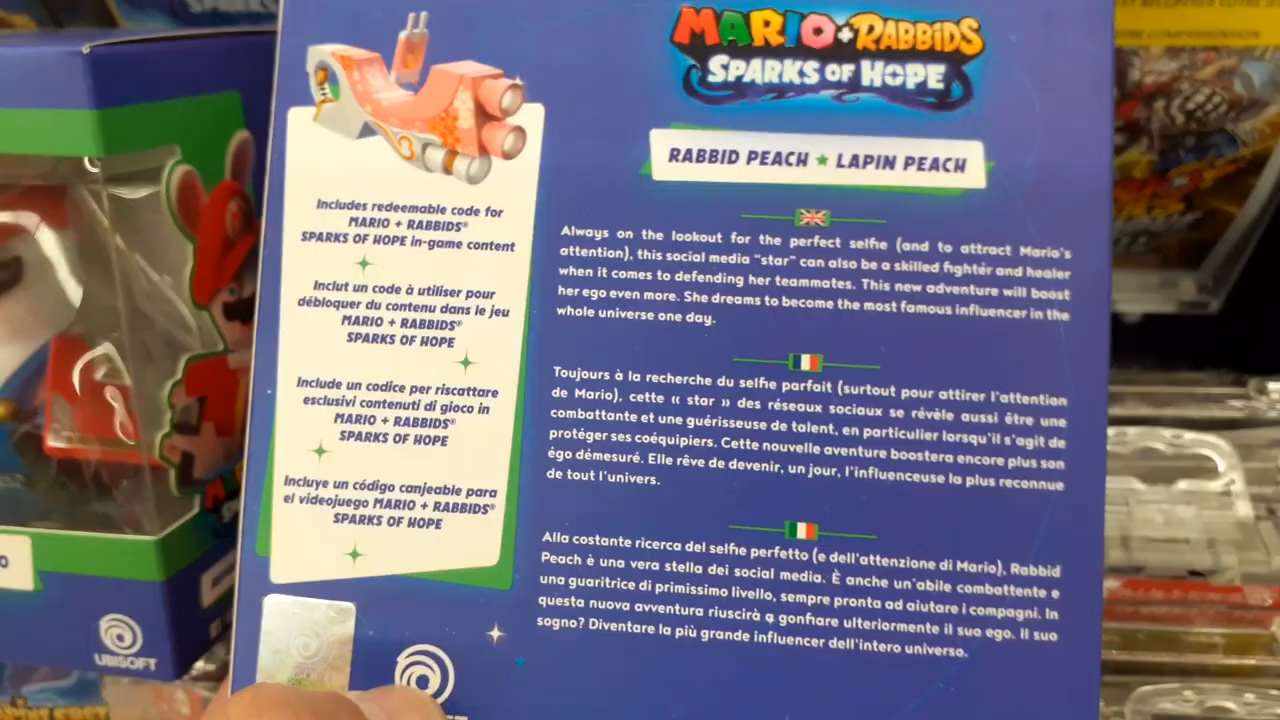 MARIO + RABBIDS
SPARKS OF HOPE
RABBID PEACH ★ LAPIN PEACH
Includes redeemable code for
MARIO + RABBIDS®
SPARKS OF HOPE in-game content
Inclut un code à utiliser pour
débloquer du contenu dans le jeu
MARIO + RABBIDS®
SPARKS OF HOPE
Include un codice per riscattare
esclusivi contenuti di gioco in
MARIO + RABBIDS®
SPARKS OF HOPE
Incluye un código canjeable para
el videojuego MARIO + RABBIDS®
SPARKS OF HOPE
Always on the lookout for the perfect selfie (and to attract Mario's
attention), this social media "star" can also be a skilled fighter and healer
when it comes to defending her teammates. This new adventure will boost
her ego even more. She dreams to become the most famous influencer in the
whole universe one day.
Toujours à la recherche du selfie parfait (surtout pour attirer l'attention
de Mario), cette « star » des réseaux sociaux se révèle aussi être une
combattante et une guérisseuse de talent, en particulier lorsqu'il s'agit de
protéger ses coéquipiers. Cette nouvelle aventure boostera encore plus son
égo démesuré. Elle rêve de devenir, un jour, l'influenceuse la plus reconnue
de tout l'univers.
Alla costante ricerca del selfie perfetto (e dell'attenzione di Mario), Rabbid
Peach è una vera stella dei social media. È anche un'abile combattente e
una guaritrice di primissimo livello, sempre pronta ad aiutare i compagni. In
questa nuova avventura riuscirà a gonfiare ulteriormente il suo ego. Il suo
sogno? Diventare la più grande influencer dell'intero universo.
UBISOFT